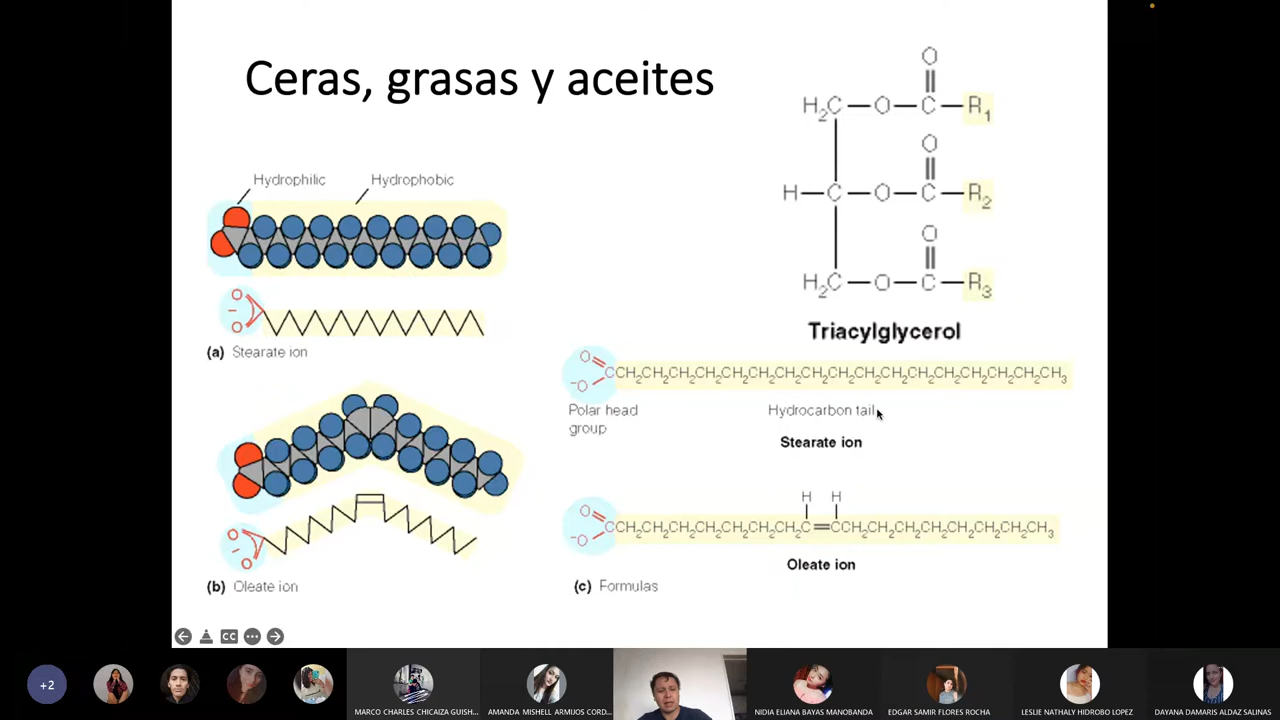 Ceras, grasas y aceites
Hydrophilic
Hydrophobic
O
−
O
(a) Stearate ion
O
−
O
(b) Oleate ion
O
H₂C—O—C—R₁
O
H—C—O—C—R₂
O
H₂C—O—C—R₃
Triacylglycerol
O
⁻O
CCH₂CH₂CH₂CH₂CH₂CH₂CH₂CH₂CH₂CH₂CH₂CH₂CH₂CH₂CH₂CH₂CH₃
Polar head
group
Hydrocarbon tail
Stearate ion
H H
O
⁻O
CCH₂CH₂CH₂CH₂CH₂CH₂CH₂C=CCH₂CH₂CH₂CH₂CH₂CH₂CH₂CH₃
Oleate ion
(c) Formulas
CC
+2
MARCO CHARLES CHICAIZA GUISH...
AMANDA MISHELL ARMIJOS CORD...
NIDIA ELIANA BAYAS MANOBANDA
EDGAR SAMIR FLORES ROCHA
LESLIE NATHALY HIDROBO LOPEZ
DAYANA DAMARIS ALDAZ SALINAS